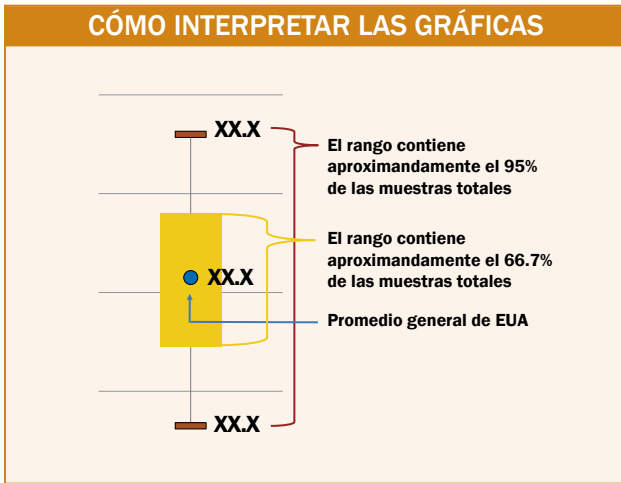 CÓMO INTERPRETAR LAS GRÁFICAS
XX.X
El rango contiene
aproximandamente el 95%
de las muestras totales
El rango contiene
aproximandamente el 66.7%
de las muestras totales
XX.X
Promedio general de EUA
XX.X